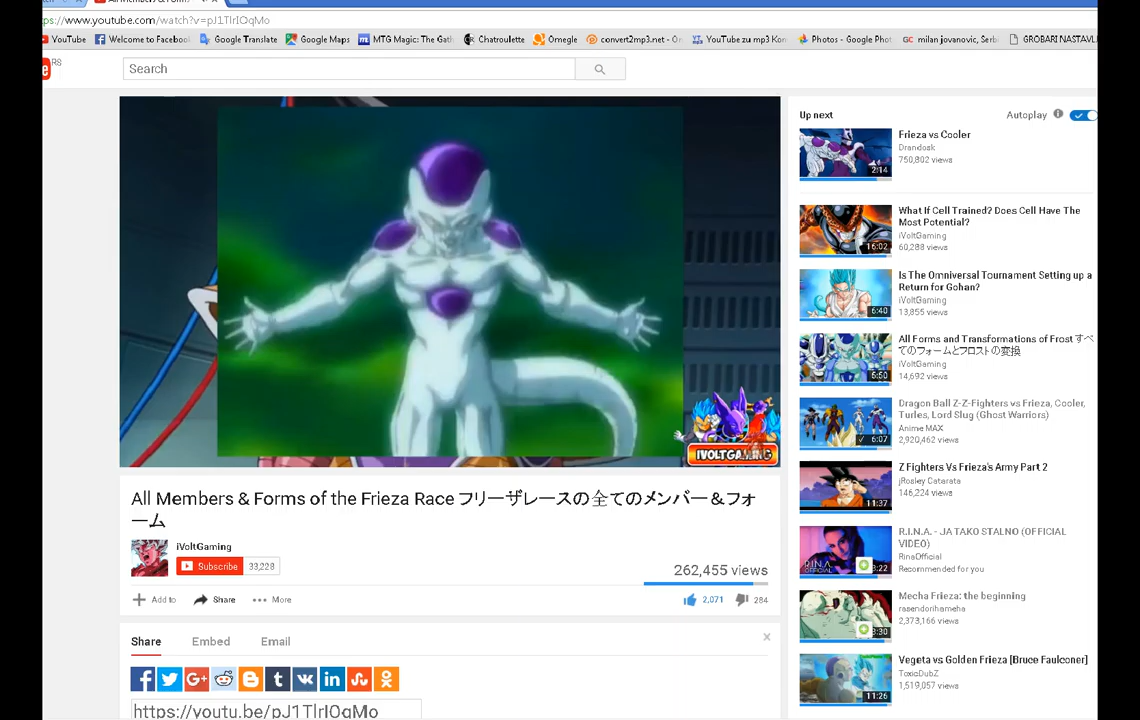 https://www.youtube.com/watch?v=pJ1TlrIOqMo
YouTube
Welcome to Facebo
Google Translate
Google Maps
MTG Magic: The Gath
Chatroulette
Omegle
convert2mp3.net - On
YouTube zu mp3 Kon
Photos - Google Phot
milan jovanovic, Serb
GROBARI NASTAVL
RS
Search
iVOLTGAMING
All Members & Forms of the Frieza Race フリーザレースの全てのメンバー＆フォ
ーム
iVoltGaming
Subscribe 33,228
262,455 views
Add to Share More
2,071 284
Share Embed Email
https://youtu.be/pJ1TlrIOqMo
Up next
Autoplay
Frieza vs Cooler
Drandosk
750,802 views
2:14
What If Cell Trained? Does Cell Have The
Most Potential?
iVoltGaming
60,288 views
16:02
Is The Omniversal Tournament Setting up a
Return for Gohan?
iVoltGaming
13,855 views
6:40
All Forms and Transformations of Frost すべ
てのフォームとフロストの変換
iVoltGaming
14,692 views
6:50
Dragon Ball Z-Z-Fighters vs Frieza, Cooler,
Turles, Lord Slug (Ghost Warriors)
Anime MAX
2,920,462 views
6:07
Z Fighters Vs Frieza's Army Part 2
jRosley Catarata
146,224 views
11:37
R.I.N.A. - JA TAKO STALNO (OFFICIAL
VIDEO)
RinaOfficial
Recommended for you
3:22
Mecha Frieza: the beginning
rasendorihameha
2,373,166 views
3:30
Vegeta vs Golden Frieza [Bruce Faulconer]
ToxicDubZ
1,519,057 views
11:26